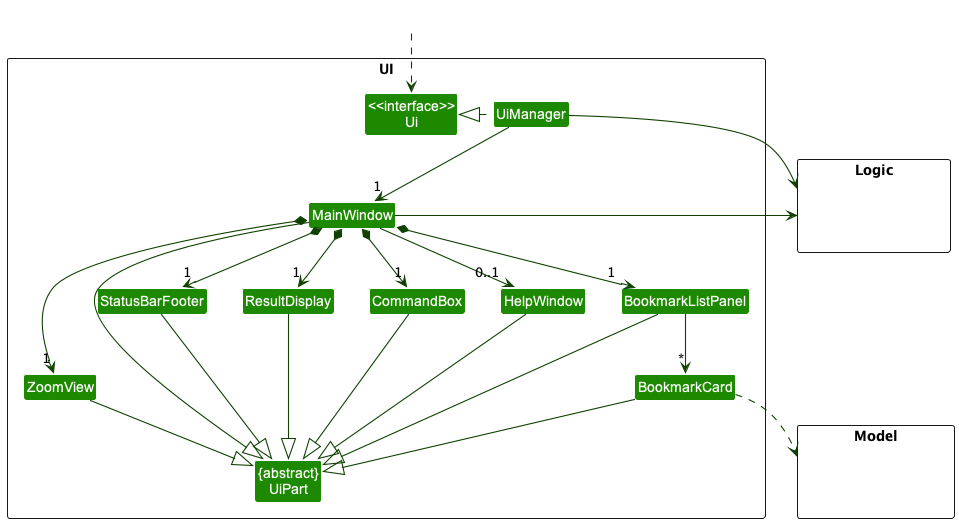 UI
<<interface>>
Ui
UiManager
Logic
1
MainWindow
1
1
1
0..1
1
StatusBarFooter
ResultDisplay
CommandBox
HelpWindow
BookmarkListPanel
1
*
ZoomView
BookmarkCard
Model
{abstract}
UiPart